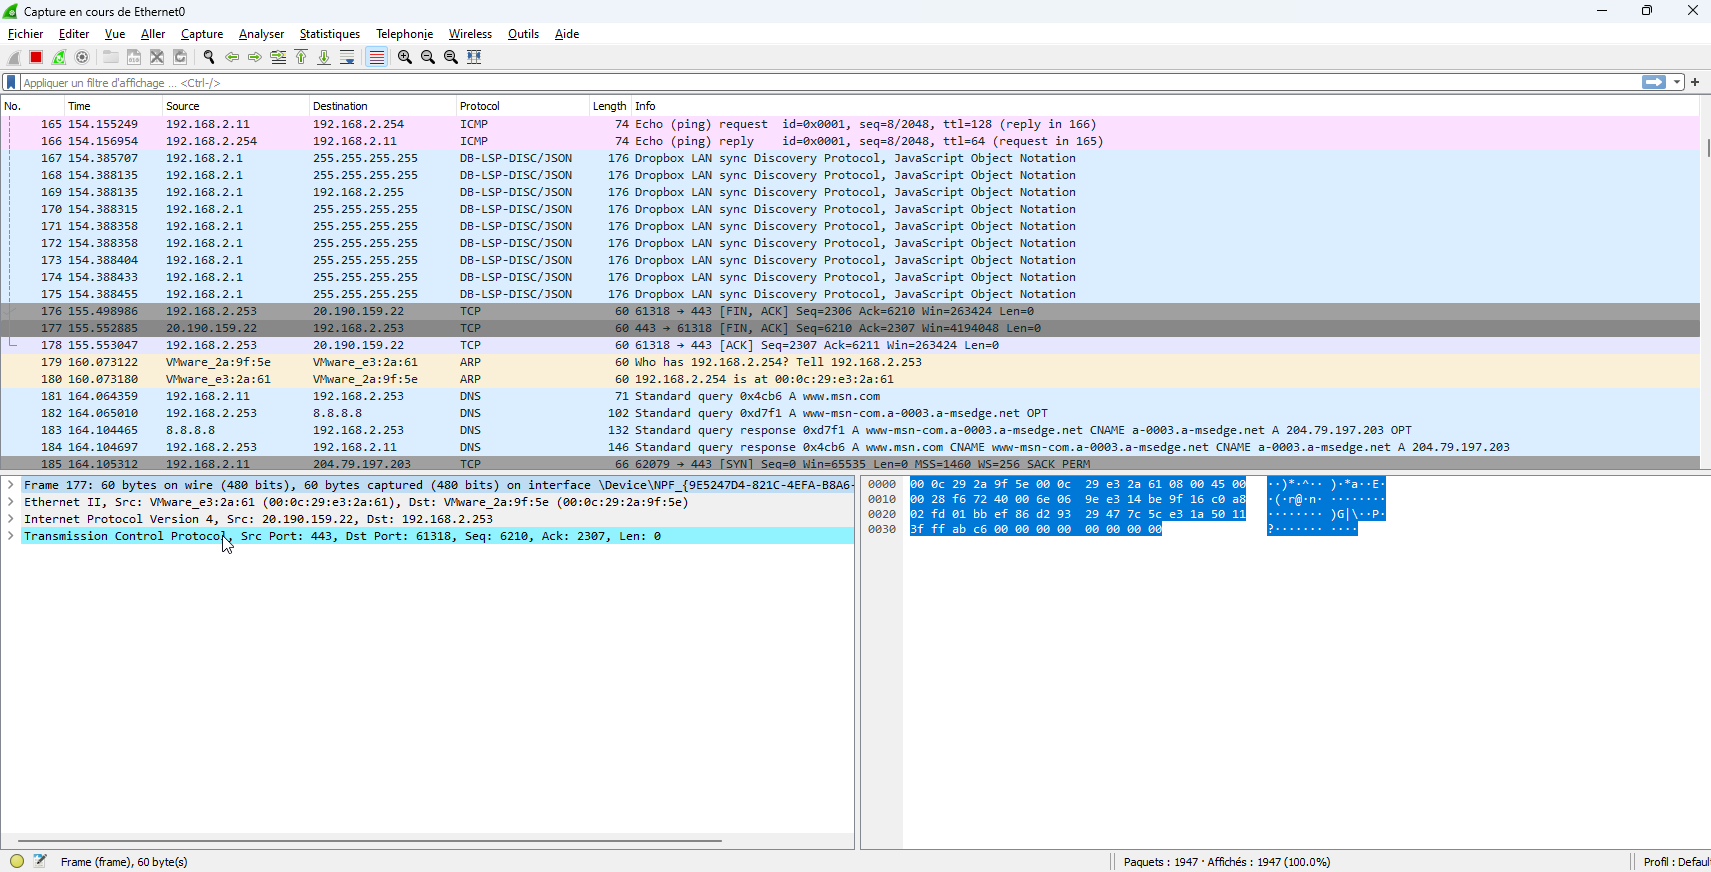 Capture en cours de Ethernet0
Fichier Editer Vue Aller Capture Analyser Statistiques Telephonie Wireless Outils Aide
Appliquer un filtre d'affichage ... <Ctrl-/>
No. Time Source Destination Protocol Length Info
165 154.155249 192.168.2.11 192.168.2.254 ICMP 74 Echo (ping) request id=0x0001, seq=8/2048, ttl=128 (reply in 166)
166 154.156954 192.168.2.254 192.168.2.11 ICMP 74 Echo (ping) reply id=0x0001, seq=8/2048, ttl=64 (request in 165)
167 154.385707 192.168.2.1 255.255.255.255 DB-LSP-DISC/JSON 176 Dropbox LAN sync Discovery Protocol, JavaScript Object Notation
168 154.388135 192.168.2.1 255.255.255.255 DB-LSP-DISC/JSON 176 Dropbox LAN sync Discovery Protocol, JavaScript Object Notation
169 154.388135 192.168.2.1 192.168.2.255 DB-LSP-DISC/JSON 176 Dropbox LAN sync Discovery Protocol, JavaScript Object Notation
170 154.388315 192.168.2.1 255.255.255.255 DB-LSP-DISC/JSON 176 Dropbox LAN sync Discovery Protocol, JavaScript Object Notation
171 154.388358 192.168.2.1 255.255.255.255 DB-LSP-DISC/JSON 176 Dropbox LAN sync Discovery Protocol, JavaScript Object Notation
172 154.388358 192.168.2.1 255.255.255.255 DB-LSP-DISC/JSON 176 Dropbox LAN sync Discovery Protocol, JavaScript Object Notation
173 154.388404 192.168.2.1 255.255.255.255 DB-LSP-DISC/JSON 176 Dropbox LAN sync Discovery Protocol, JavaScript Object Notation
174 154.388433 192.168.2.1 255.255.255.255 DB-LSP-DISC/JSON 176 Dropbox LAN sync Discovery Protocol, JavaScript Object Notation
175 154.388455 192.168.2.1 255.255.255.255 DB-LSP-DISC/JSON 176 Dropbox LAN sync Discovery Protocol, JavaScript Object Notation
176 155.498986 192.168.2.253 20.190.159.22 TCP 60 61318 → 443 [FIN, ACK] Seq=2306 Ack=6210 Win=263424 Len=0
177 155.552885 20.190.159.22 192.168.2.253 TCP 60 443 → 61318 [FIN, ACK] Seq=6210 Ack=2307 Win=4194048 Len=0
178 155.553047 192.168.2.253 20.190.159.22 TCP 60 61318 → 443 [ACK] Seq=2307 Ack=6211 Win=263424 Len=0
179 160.073122 VMware_2a:9f:5e VMware_e3:2a:61 ARP 60 Who has 192.168.2.254? Tell 192.168.2.253
180 160.073180 VMware_e3:2a:61 VMware_2a:9f:5e ARP 60 192.168.2.254 is at 00:0c:29:e3:2a:61
181 164.064359 192.168.2.11 192.168.2.253 DNS 71 Standard query 0x4cb6 A www.msn.com
182 164.065010 192.168.2.253 8.8.8.8 DNS 102 Standard query 0xd7f1 A www-msn-com.a-0003.a-msedge.net OPT
183 164.104465 8.8.8.8 192.168.2.253 DNS 132 Standard query response 0xd7f1 A www-msn-com.a-0003.a-msedge.net CNAME a-0003.a-msedge.net A 204.79.197.203 OPT
184 164.104697 192.168.2.253 192.168.2.11 DNS 146 Standard query response 0x4cb6 A www.msn.com CNAME www-msn-com.a-0003.a-msedge.net CNAME a-0003.a-msedge.net A 204.79.197.203
185 164.105312 192.168.2.11 204.79.197.203 TCP 66 62079 → 443 [SYN] Seq=0 Win=65535 Len=0 MSS=1460 WS=256 SACK_PERM
Frame 177: 60 bytes on wire (480 bits), 60 bytes captured (480 bits) on interface \Device\NPF_{9E5247D4-821C-4EFA-B8A6-
Ethernet II, Src: VMware_e3:2a:61 (00:0c:29:e3:2a:61), Dst: VMware_2a:9f:5e (00:0c:29:2a:9f:5e)
Internet Protocol Version 4, Src: 20.190.159.22, Dst: 192.168.2.253
Transmission Control Protocol, Src Port: 443, Dst Port: 61318, Seq: 6210, Ack: 2307, Len: 0
0000 00 0c 29 2a 9f 5e 00 0c 29 e3 2a 61 08 00 45 00 ··)*·^·· )·*a··E·
0010 00 28 f6 72 40 00 6e 06 9e e3 14 be 9f 16 c0 a8 ·(·r@·n· ········
0020 02 fd 01 bb ef 86 d2 93 29 47 7c 5c e3 1a 50 11 ········ )G|\··P·
0030 3f ff ab c6 00 00 00 00 00 00 00 00 ?······· ····
Frame (frame), 60 byte(s)
Paquets : 1947 · Affichés : 1947 (100.0%)
Profil : Defaul